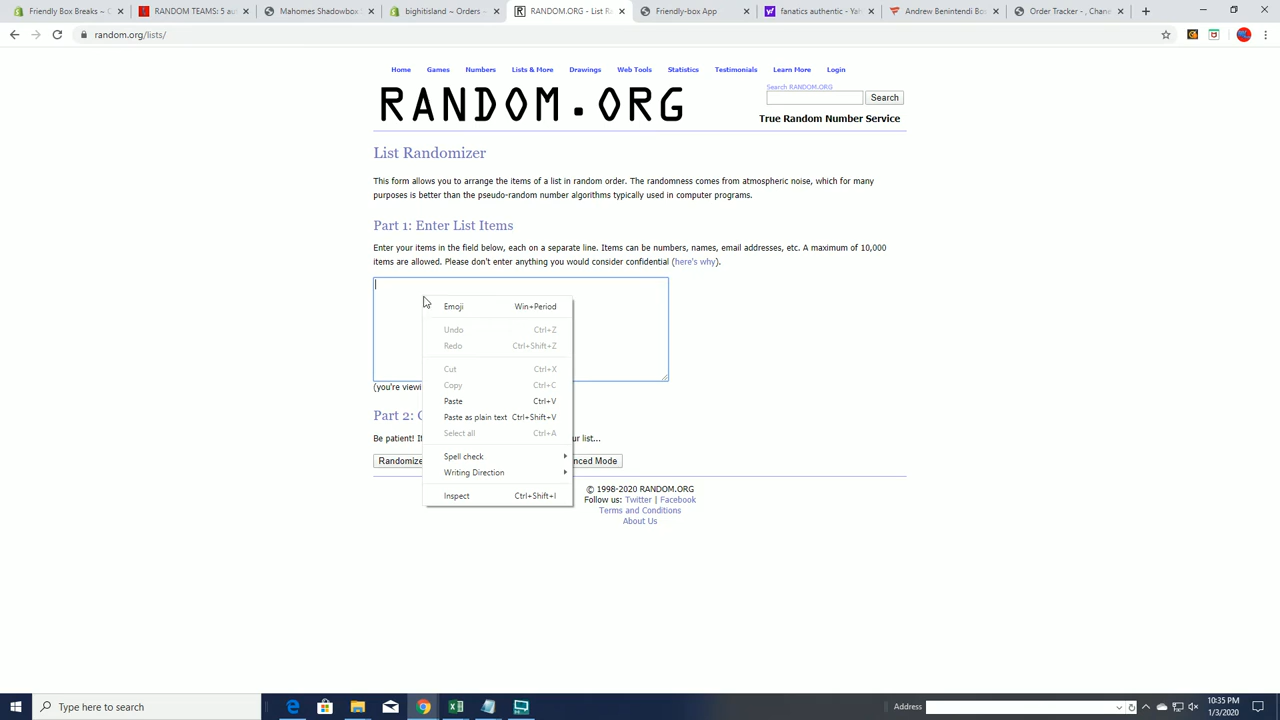 Friendly Box Breaks ~ C
RANDOM TEAMS: 5 au
Mahomes Shadowbox
bighitisland ~ Orders ~
RANDOM.ORG - List Ra
Friendly-box App
fanatics authentic - Yah
Andrew Benintendi Bo
Order Tracker - , Chane
random.org/lists/
Home Games Numbers Lists & More Drawings Web Tools Statistics Testimonials Learn More Login
Search RANDOM.ORG
RANDOM.ORG
Search
True Random Number Service
List Randomizer
This form allows you to arrange the items of a list in random order. The randomness comes from atmospheric noise, which for many
purposes is better than the pseudo-random number algorithms typically used in computer programs.
Part 1: Enter List Items
Enter your items in the field below, each on a separate line. Items can be numbers, names, email addresses, etc. A maximum of 10,000
items are allowed. Please don't enter anything you would consider confidential (here's why).
Emoji Win+Period
Undo Ctrl+Z
Redo Ctrl+Shift+Z
Cut Ctrl+X
Copy Ctrl+C
Paste Ctrl+V
Paste as plain text Ctrl+Shift+V
Select all Ctrl+A
Spell check
Writing Direction
Inspect Ctrl+Shift+I
(you're viewi
Part 2:
Be patient! It ur list...
Randomize nced Mode
© 1998-2020 RANDOM.ORG
Follow us: Twitter | Facebook
Terms and Conditions
About Us
Type here to search
Address
10:35 PM
1/3/2020